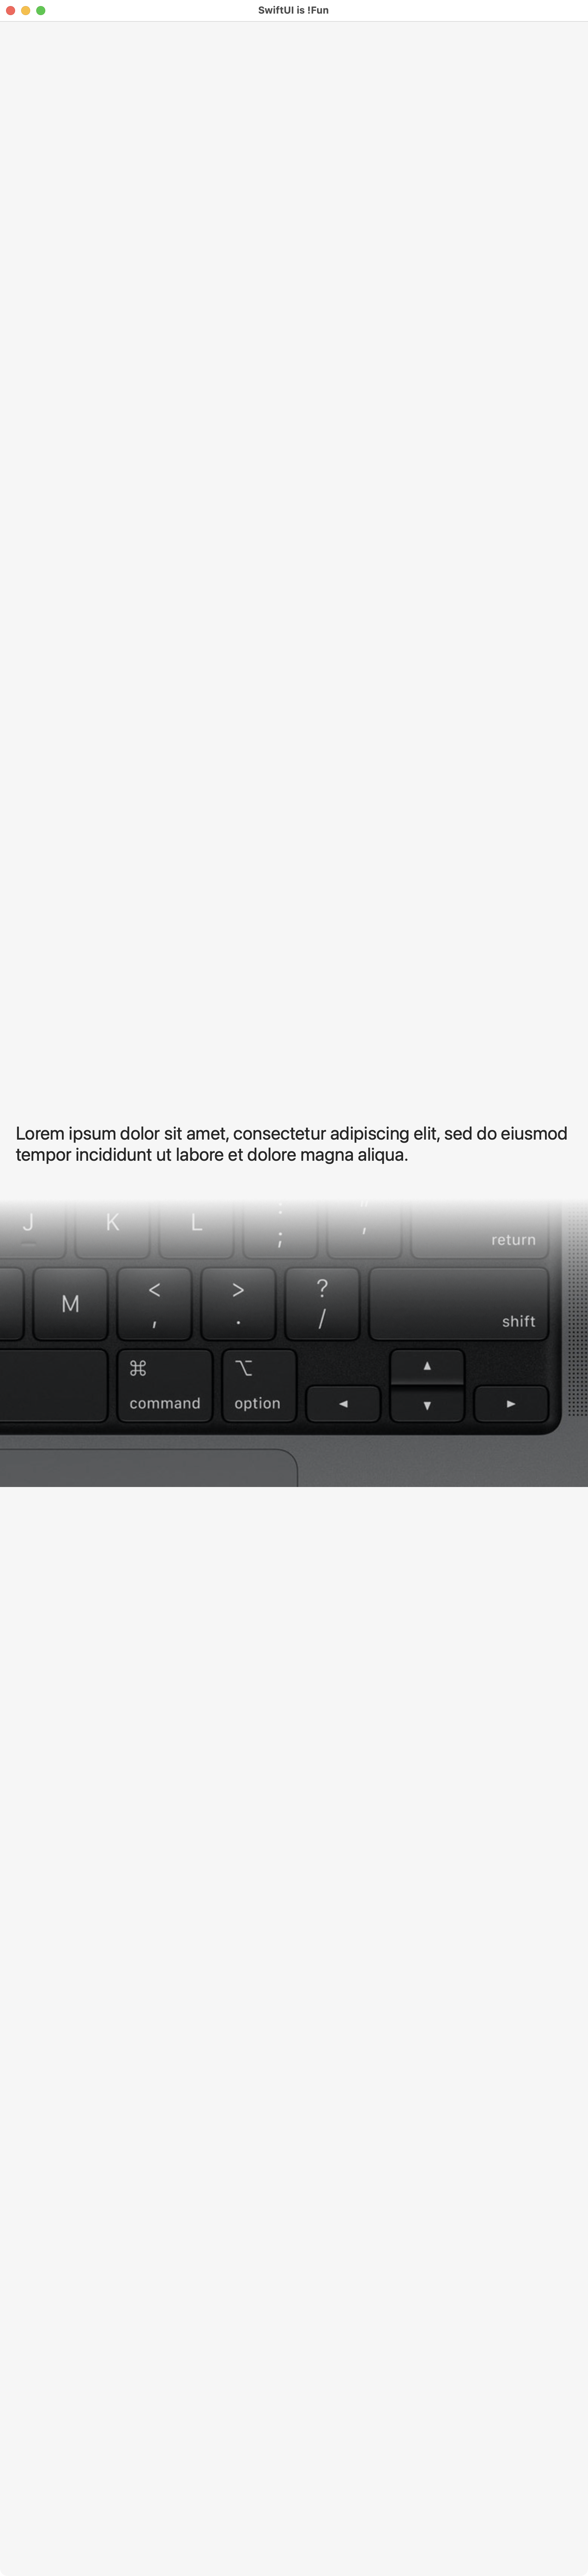 SwiftUI is !Fun
Lorem ipsum dolor sit amet, consectetur adipiscing elit, sed do eiusmod
tempor incididunt ut labore et dolore magna aliqua.
J K L : ; " ' return
M < , > . ? / shift
⌘ command ⌥ option ◀ ▲ ▼ ▶